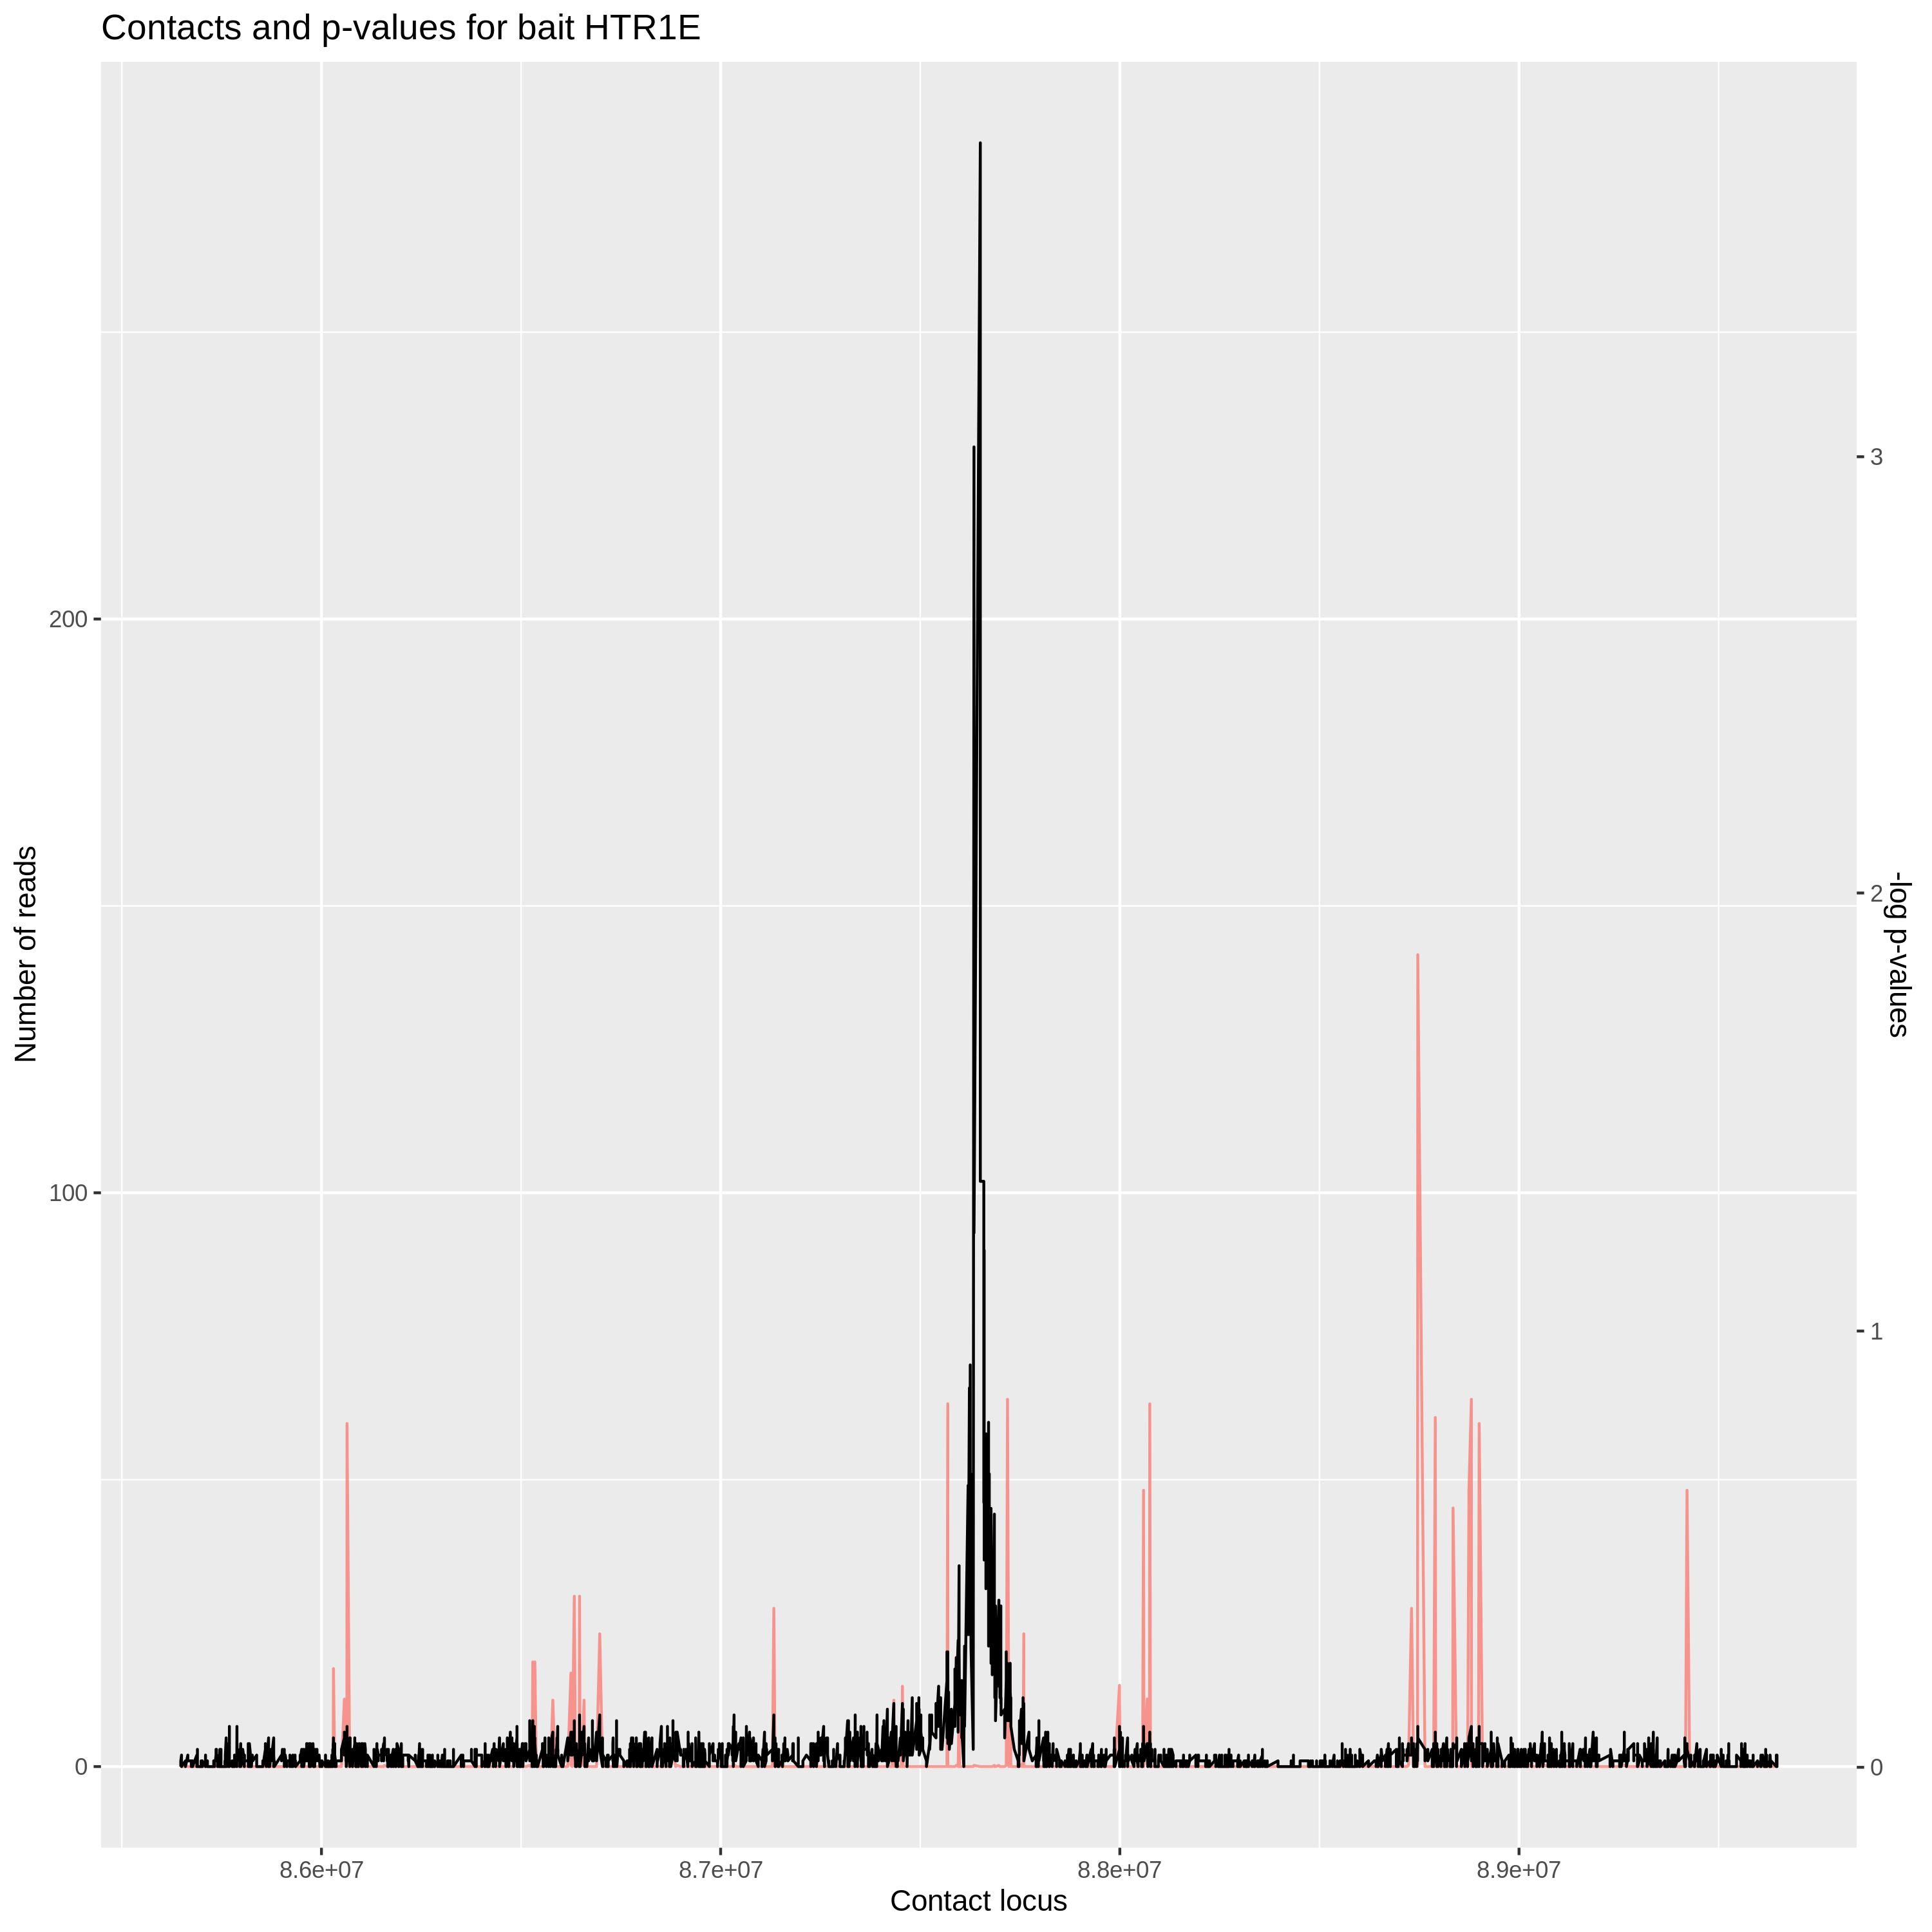 Contacts and p-values for bait HTR1E
Number of reads
200
100
0
3
2
1
0
-log p-values
8.6e+07
8.7e+07
8.8e+07
8.9e+07
Contact locus